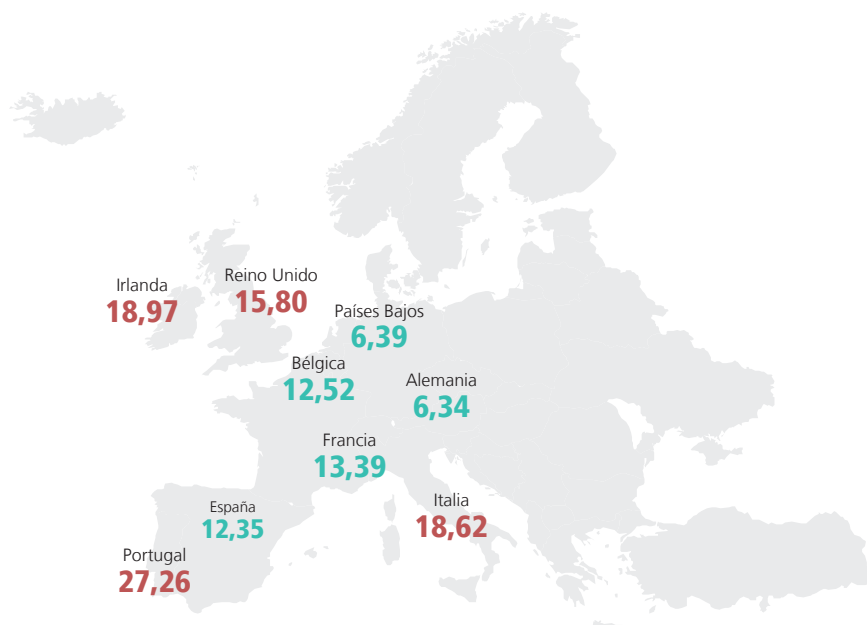 Reino Unido
15,80
Irlanda
18,97
Países Bajos
6,39
Bélgica
12,52
Alemania
6,34
Francia
13,39
España
12,35
Italia
18,62
Portugal
27,26